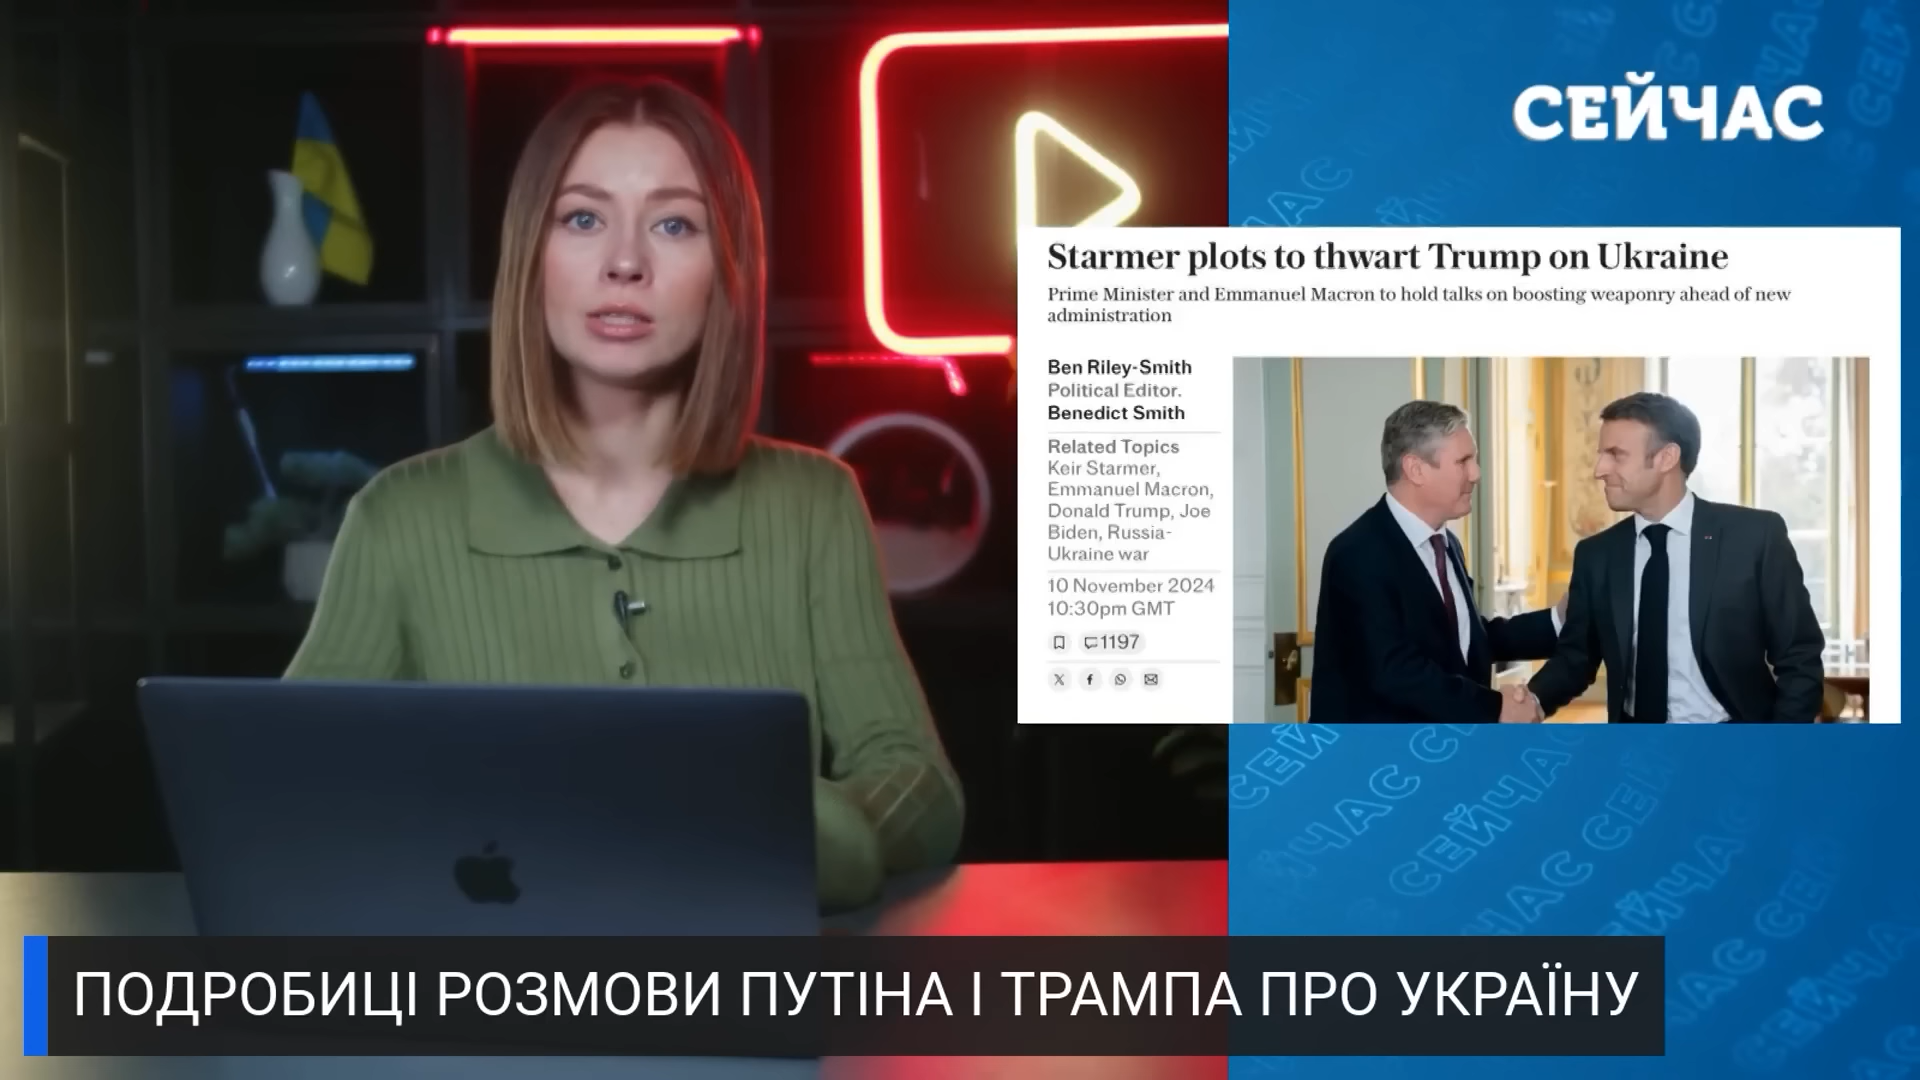 СЕЙЧАС
Starmer plots to thwart Trump on Ukraine
Prime Minister and Emmanuel Macron to hold talks on boosting weaponry ahead of new
administration
Ben Riley-Smith
Political Editor.
Benedict Smith
Related Topics
Keir Starmer,
Emmanuel Macron,
Donald Trump, Joe
Biden, Russia-
Ukraine war
10 November 2024
10:30pm GMT
1197
ПОДРОБИЦІ РОЗМОВИ ПУТІНА І ТРАМПА ПРО УКРАЇНУ